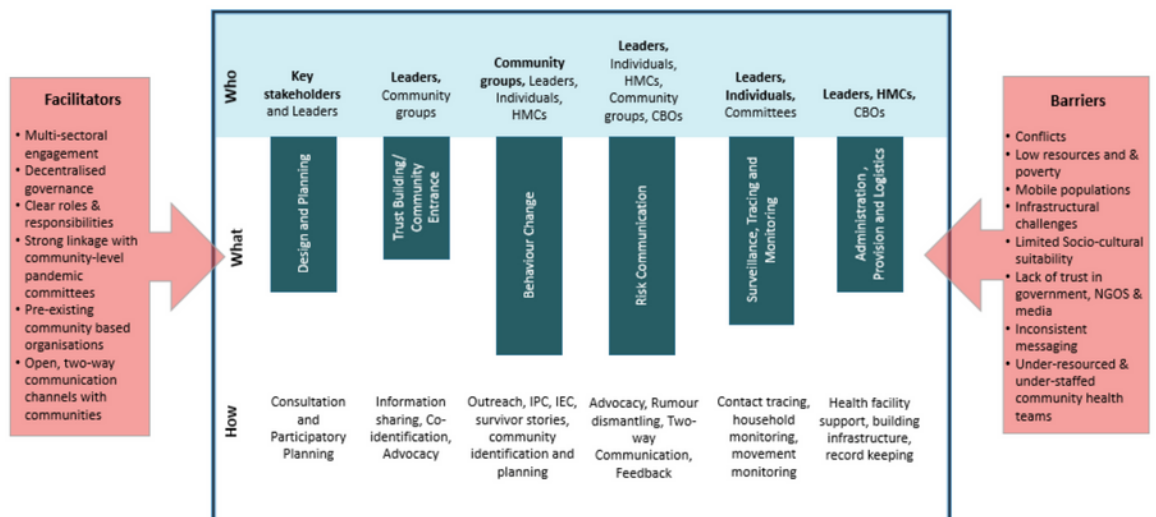 Facilitators
• Multi-sectoral
engagement
• Decentralised
governance
• Clear roles &
responsibilities
• Strong linkage with
community-level
pandemic
committees
• Pre-existing
community based
organisations
• Open, two-way
communication
channels with
communities
Who
Key
stakeholders
and Leaders
Leaders,
Community
groups
Community
groups, Leaders,
Individuals,
HMCs
Leaders,
Individuals,
HMCs,
Community
groups, CBOs
Leaders,
Individuals,
Committees
Leaders, HMCs,
CBOs
What
Design and Planning
Trust Building/
Community
Entrance
Behaviour Change
Risk Communication
Surveillance, Tracing and
Monitoring
Administration ,
Provision and Logistics
How
Consultation
and
Participatory
Planning
Information
sharing, Co-
identification,
Advocacy
Outreach, IPC, IEC,
survivor stories,
community
identification and
planning
Advocacy, Rumour
dismantling, Two-
way
Communication,
Feedback
Contact tracing,
household
monitoring,
movement
monitoring
Health facility
support, building
infrastructure,
record keeping
Barriers
• Conflicts
• Low resources and &
poverty
• Mobile populations
• Infrastructural
challenges
• Limited Socio-cultural
suitability
• Lack of trust in
government, NGOS &
media
• Inconsistent
messaging
• Under-resourced &
under-staffed
community health
teams